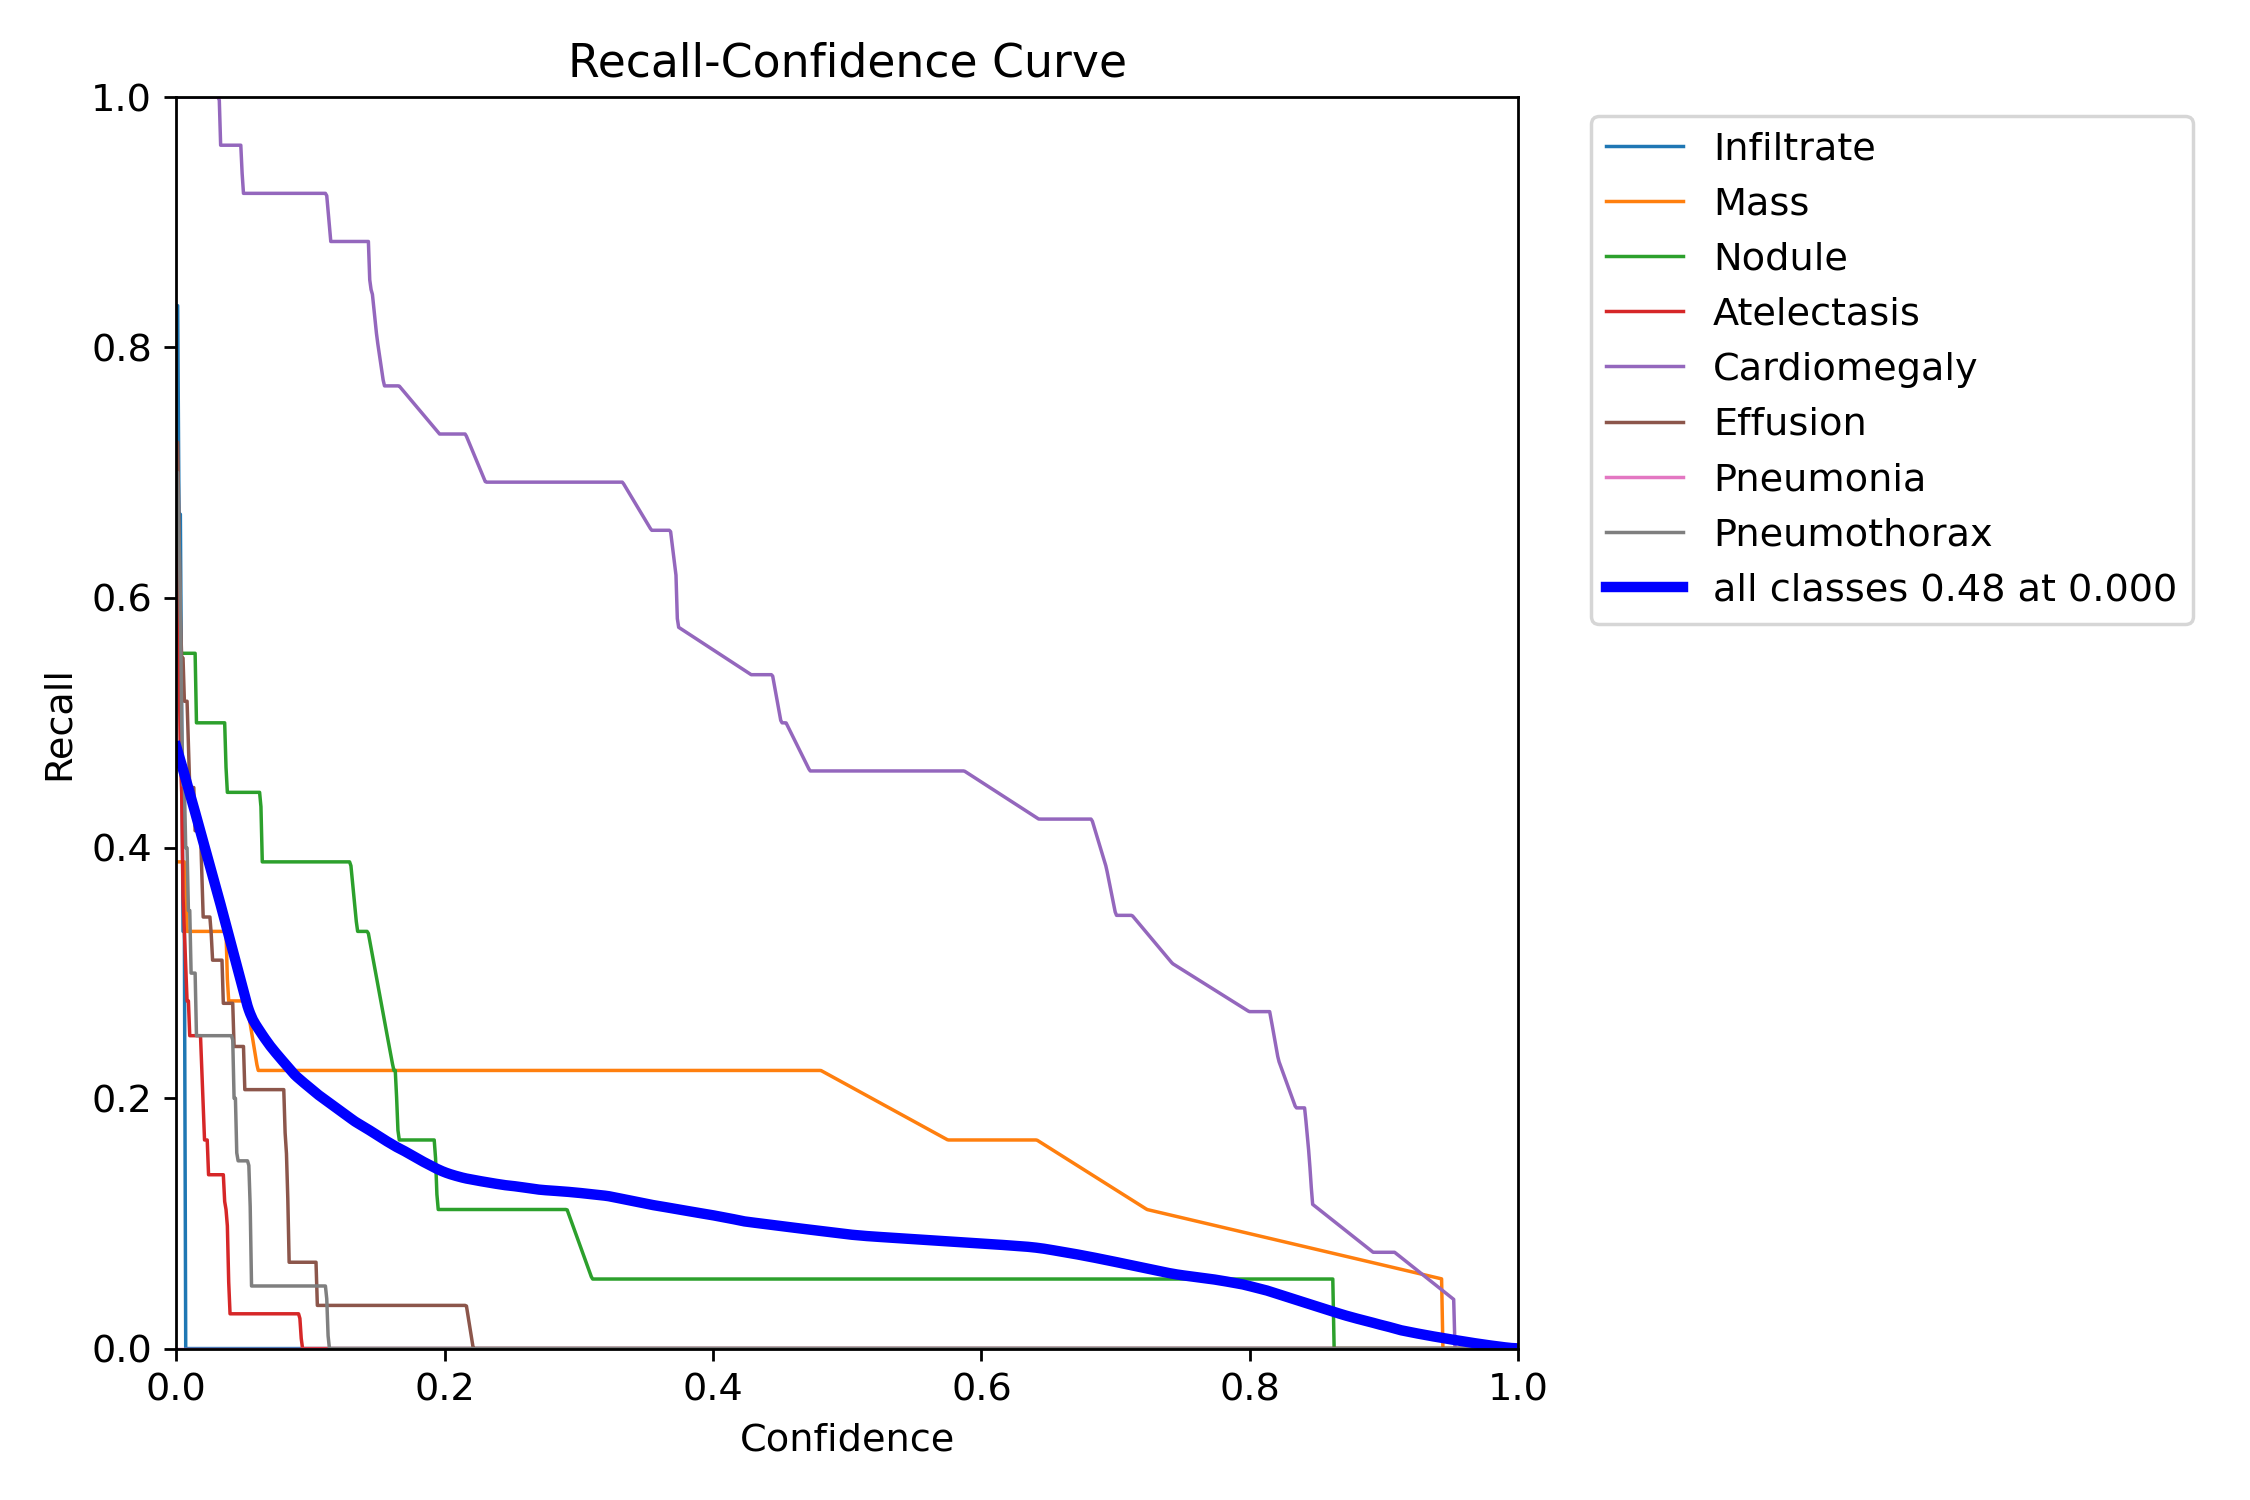 Recall-Confidence Curve
1.0
0.8
0.6
0.4
0.2
0.0
Recall
0.0 0.2 0.4 0.6 0.8 1.0
Confidence
Infiltrate
Mass
Nodule
Atelectasis
Cardiomegaly
Effusion
Pneumonia
Pneumothorax
all classes 0.48 at 0.000